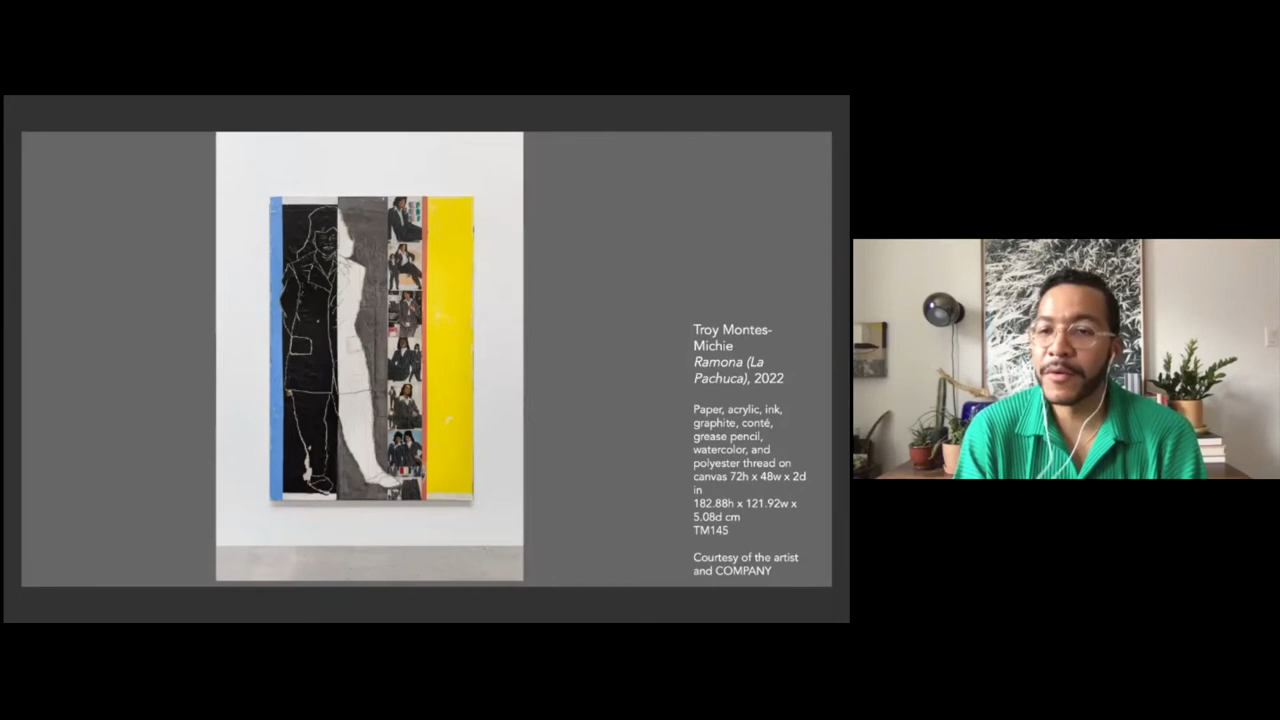 Troy Montes-
Michie
Ramona (La
Pachuca), 2022
Paper, acrylic, ink,
graphite, conté,
grease pencil,
watercolor, and
polyester thread on
canvas 72h x 48w x 2d
in
182.88h x 121.92w x
5.08d cm
TM145
Courtesy of the artist
and COMPANY